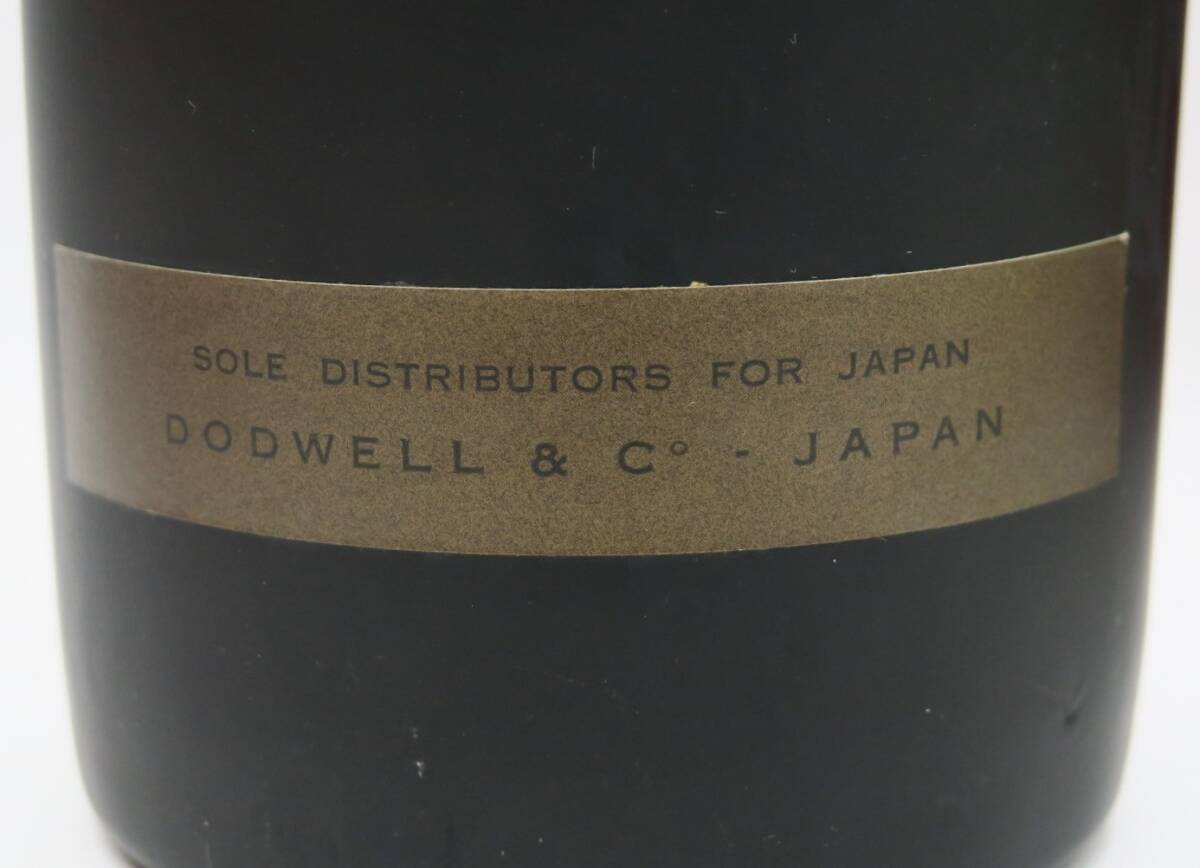 SOLE DISTRIBUTORS FOR JAPAN
DODWELL & C° - JAPAN